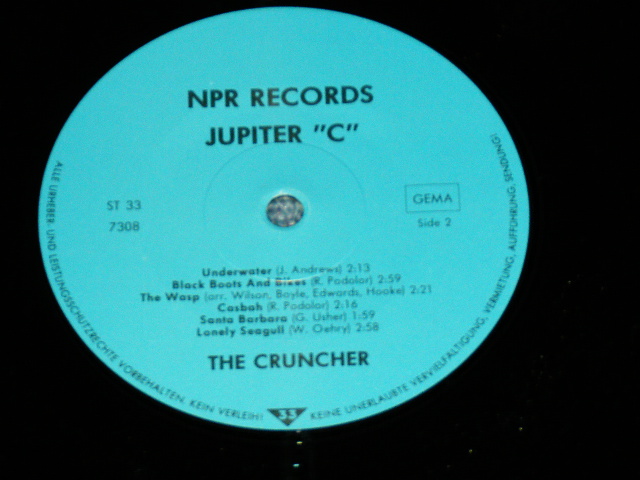 NPR RECORDS
JUPITER "C"
ST 33
7308
GEMA
Side 2
Underwater (J. Andrews) 2:13
Black Boots And Bikes (R. Podolor) 2:59
The Wasp (arr. Wilson, Boyle, Edwards, Hooke) 2:21
Casbah (R. Podolor) 2:16
Santa Barbara (G. Usher) 1:59
Lonely Seagull (W. Oehry) 2:58
THE CRUNCHER
ALLE URHEBER- UND LEISTUNGSSCHUTZRECHTE VORBEHALTEN. KEIN VERLEIH! 33 KEINE UNERLAUBTE VERVIELFÄLTIGUNG, VERMIETUNG, AUFFÜHRUNG, SENDUNG!